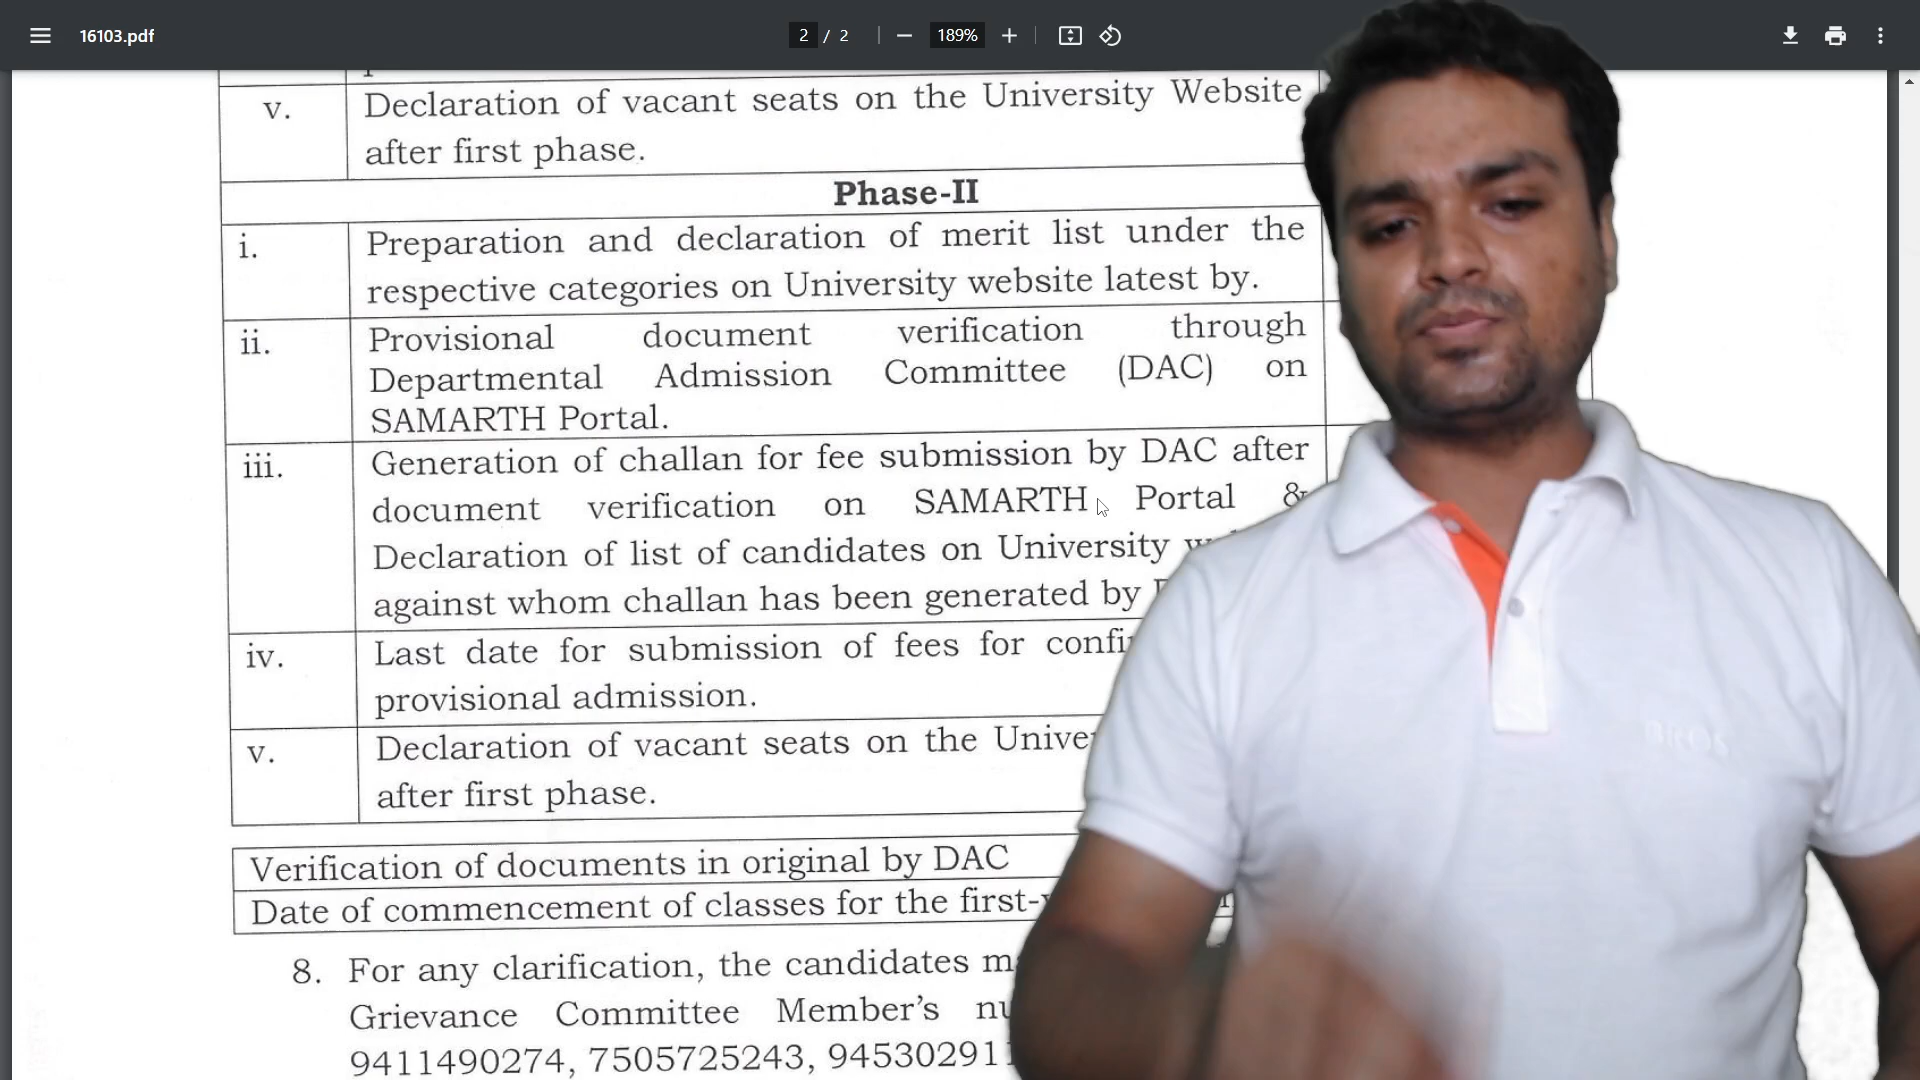 16103.pdf
2 / 2
189%
v. Declaration of vacant seats on the University Website
after first phase.
Phase-II
i. Preparation and declaration of merit list under the
respective categories on University website latest by.
ii. Provisional document verification through
Departmental Admission Committee (DAC) on
SAMARTH Portal.
iii. Generation of challan for fee submission by DAC after
document verification on SAMARTH Portal &
Declaration of list of candidates on University
against whom challan has been generated by
iv. Last date for submission of fees for
provisional admission.
v. Declaration of vacant seats on the
after first phase.
Verification of documents in original by DAC
Date of commencement of classes for the
8. For any clarification, the candidates
Grievance Committee Member's
9411490274, 7505725243,
BROS